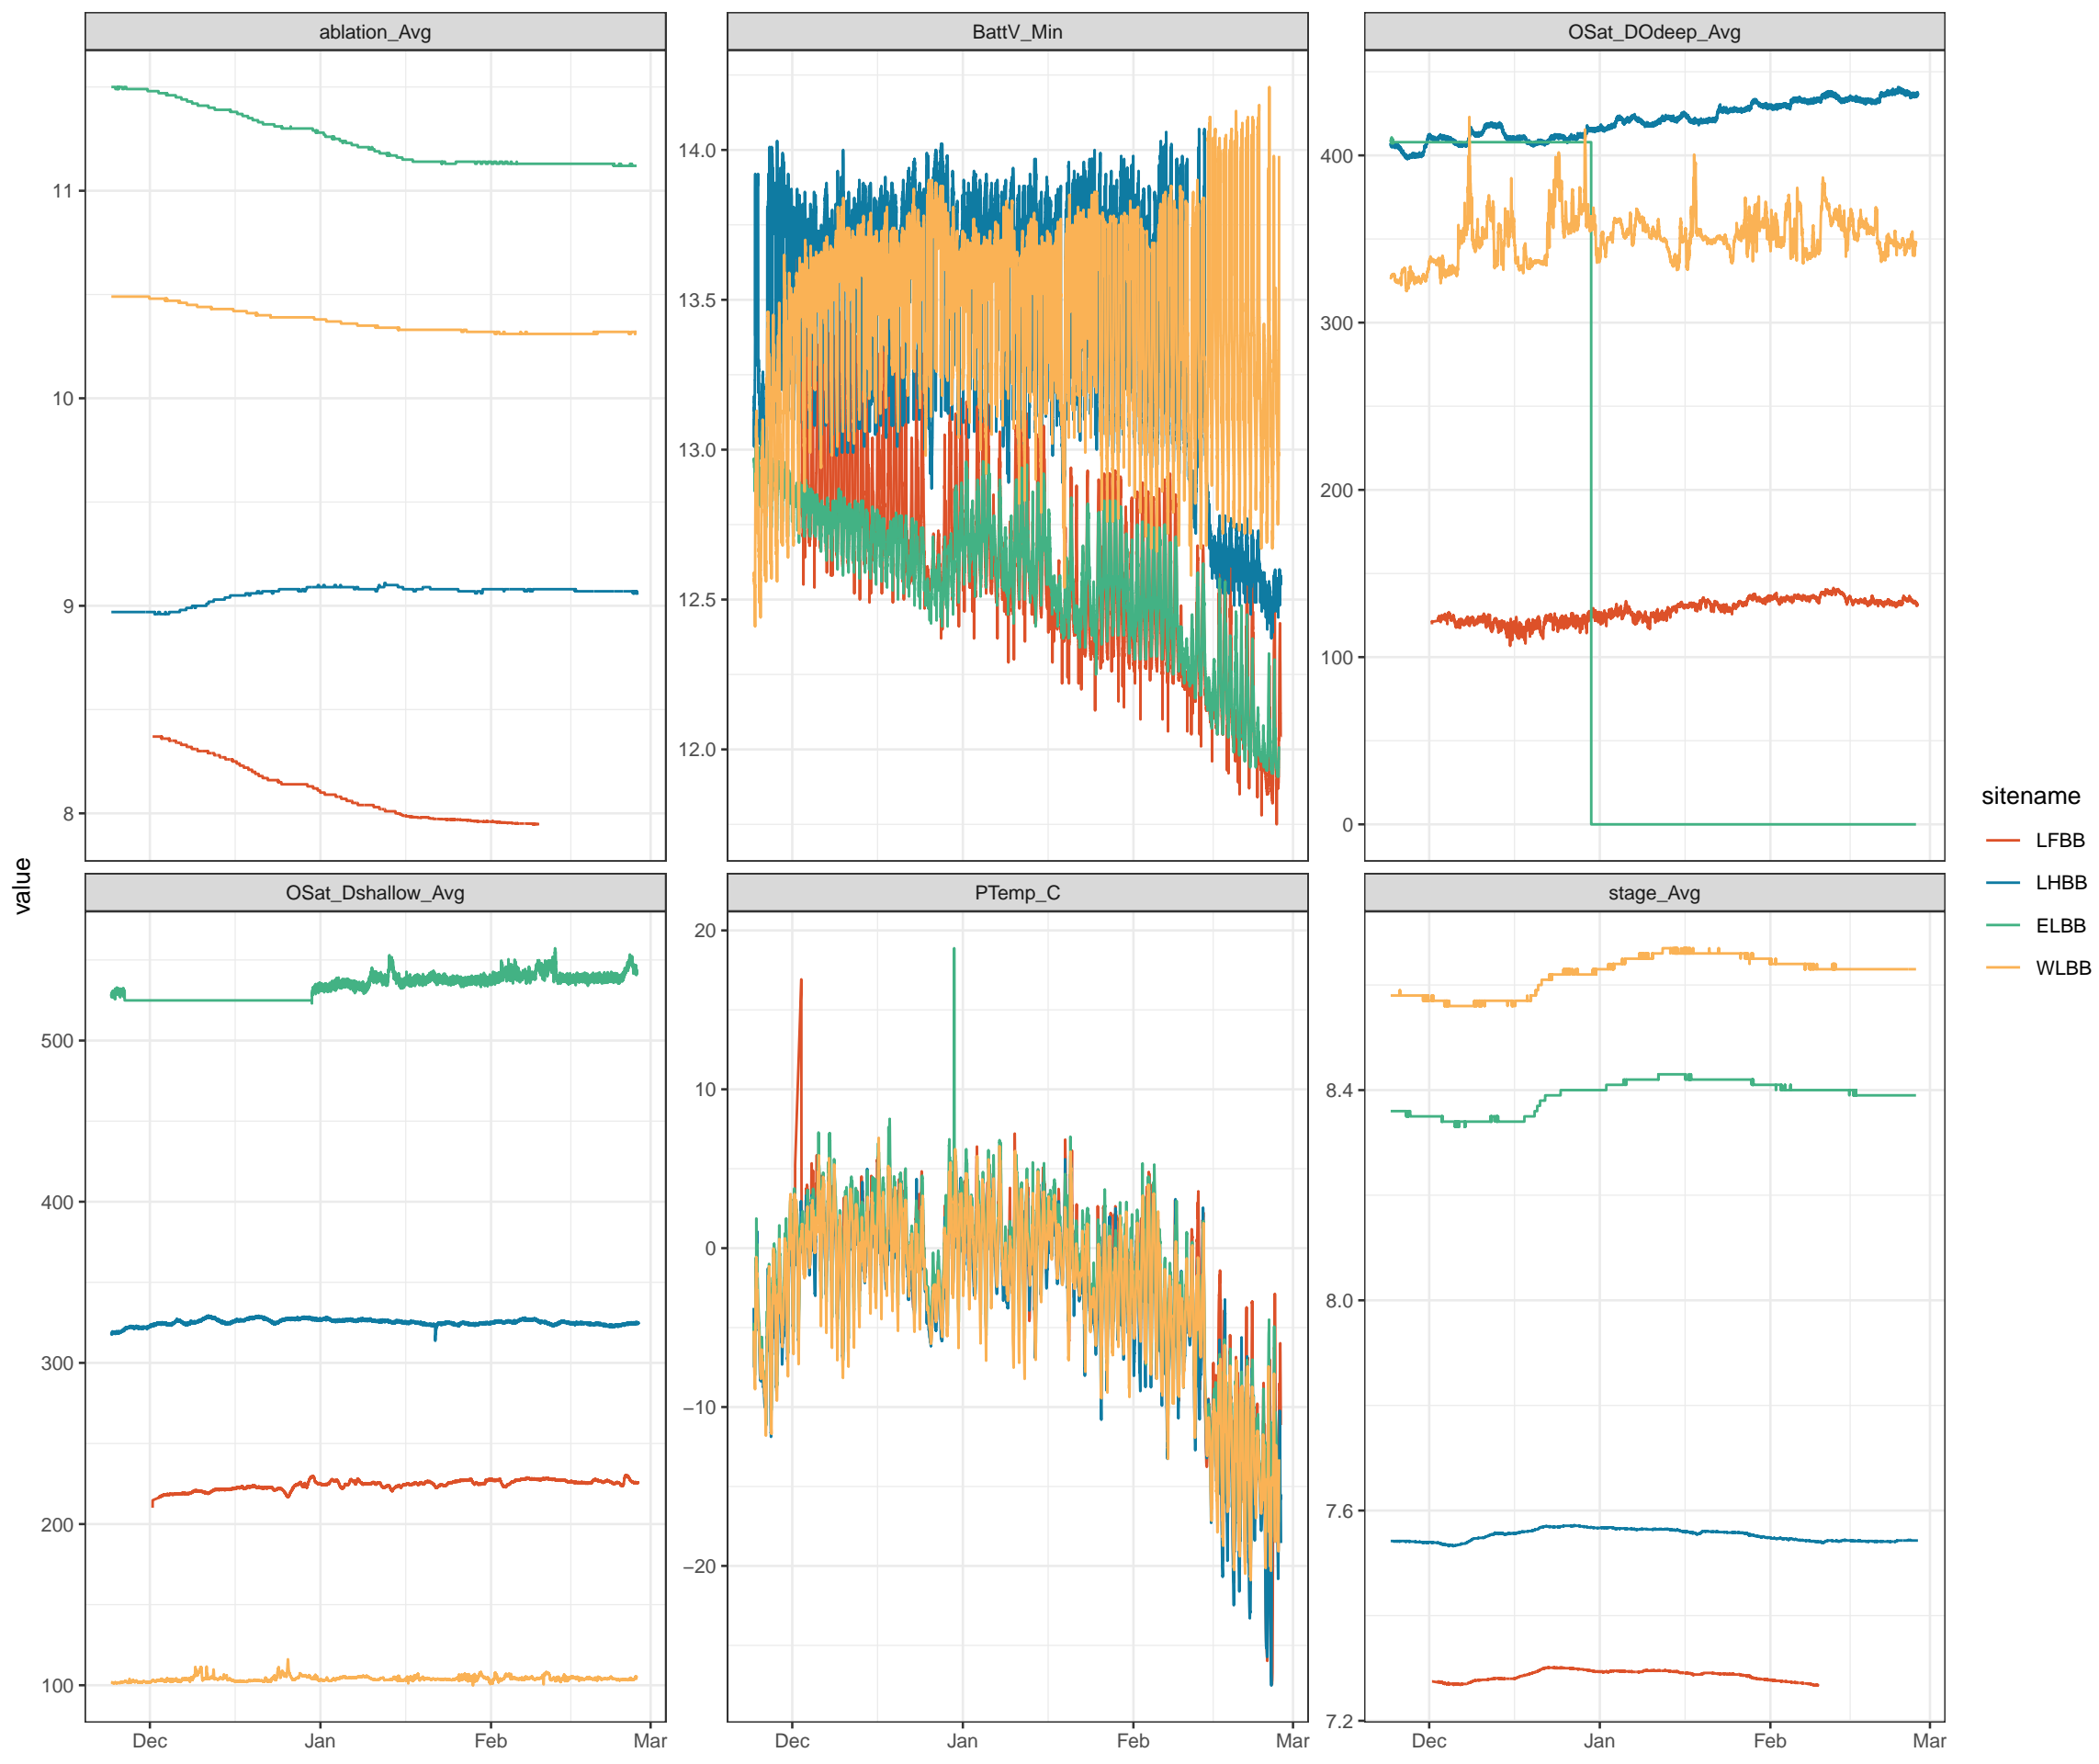 ablation_Avg
BattV_Min
OSat_DOdeep_Avg
11
10
9
8
14.0
13.5
13.0
12.5
12.0
400
300
200
100
0
value
OSat_Dshallow_Avg
PTemp_C
stage_Avg
500
400
300
200
100
20
10
0
−10
−20
8.4
8.0
7.6
7.2
Dec Jan Feb Mar
Dec Jan Feb Mar
Dec Jan Feb Mar
sitename
LFBB
LHBB
ELBB
WLBB